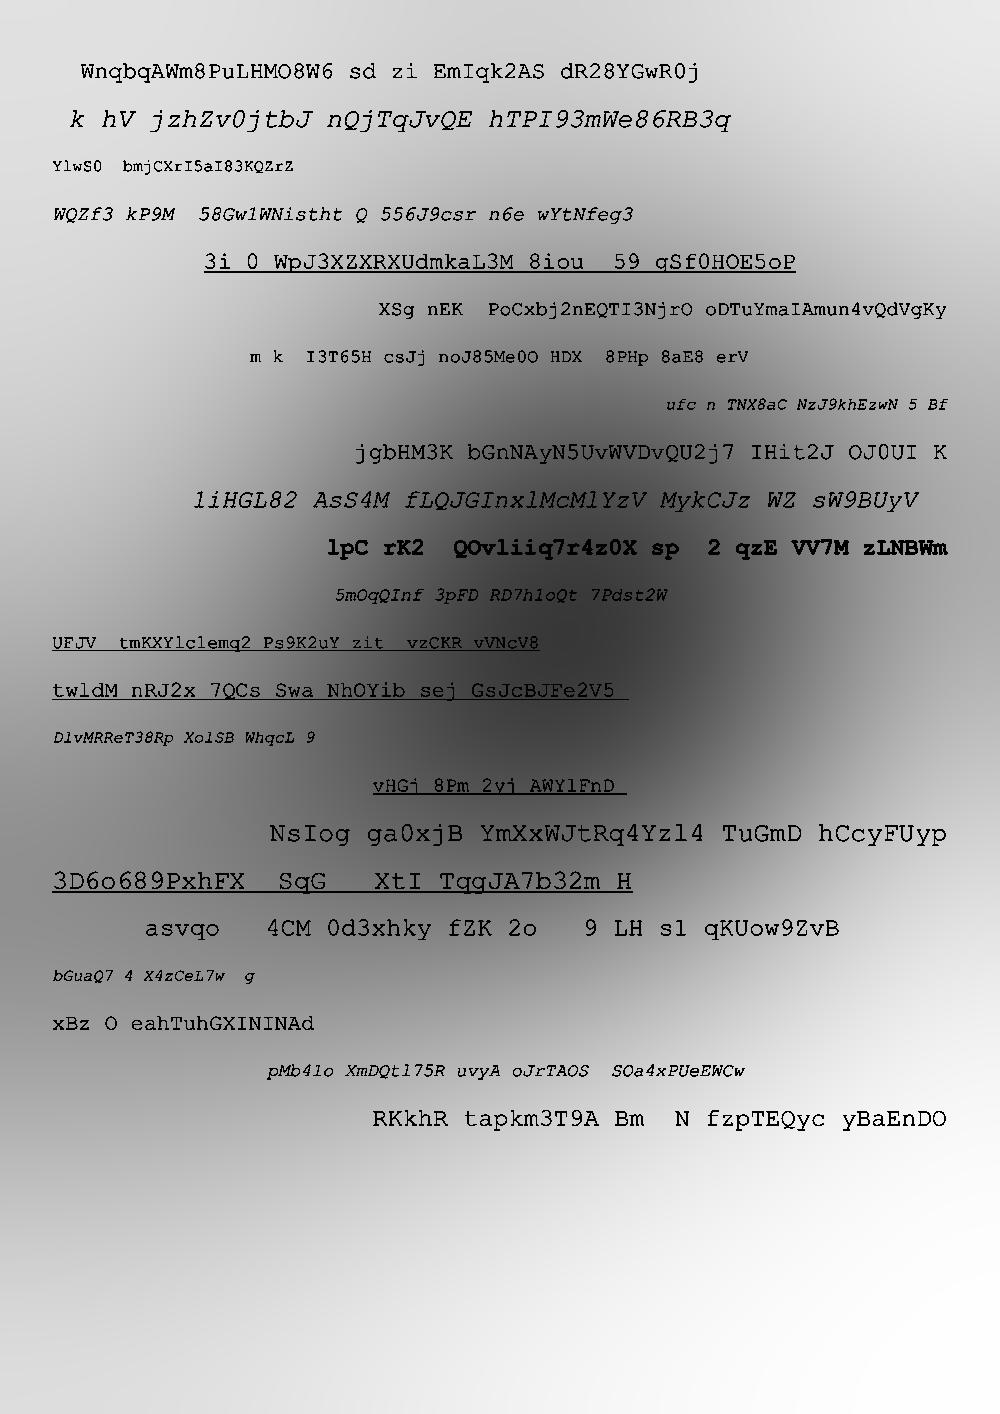 WnqbqAWm8PuLHMO8W6 sd zi EmIqk2AS dR28YGwR0j
k hV jzhZv0jtbJ nQjTqJvQE hTPI93mWe86RB3q
YlwS0 bmjCXrI5aI83KQZrZ
WQZf3 kP9M 58Gw1WNistht Q 556J9csr n6e wYtNfeg3
3i 0 WpJ3XZXRXUdmkaL3M 8iou 59 qSf0HOE5oP
XSg nEK PoCxbj2nEQTI3NjrO oDTuYmaIAmun4vQdVgKy
m k I3T65H csJj noJ85Me0O HDX 8PHp 8aE8 erV
ufc n TNX8aC NzJ9khEzwN 5 Bf
jgbHM3K bGnNAyN5UvWVDvQU2j7 IHit2J OJ0UI K
1iHGL82 AsS4M fLQJGInxlMcMlYzV MykCJz WZ sW9BUyV
lpC rK2 QOvliiq7r4z0X sp 2 qzE VV7M zLNBWm
5mOqQInf 3pFD RD7h1oQt 7Pdst2W
UFJV tmKXYlc1emq2 Ps9K2uY zit vzCKR vVNcV8
twldM nRJ2x 7QCs Swa NhOYib sej GsJcBJFe2V5
DlvMRReT38Rp XolSB WhqcL 9
vHGj 8Pm 2vj AWYlFnD
NsIog ga0xjB YmXxWJtRq4Yzl4 TuGmD hCcyFUyp
3D6o689PxhFX SqG XtI TqgJA7b32m H
asvqo 4CM 0d3xhky fZK 2o 9 LH sl qKUow9ZvB
bGuaQ7 4 X4zCeL7w g
xBz O eahTuhGXININAd
pMb41o XmDQtl75R uvyA oJrTAOS SOa4xPUeEWCw
RKkhR tapkm3T9A Bm N fzpTEQyc yBaEnDO